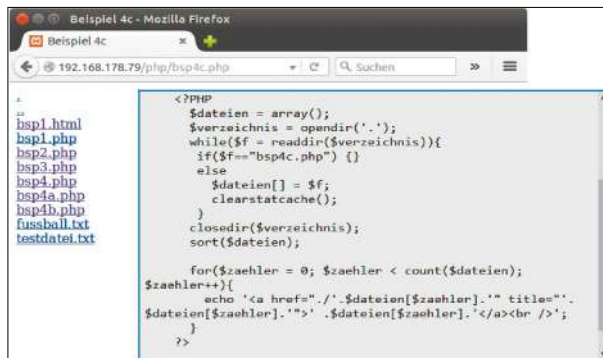 Beispiel 4c - Mozilla Firefox
Beispiel 4c
192.168.178.79/php/bsp4c.php
Suchen
.
..
bsp1.html
bsp1.php
bsp2.php
bsp3.php
bsp4.php
bsp4a.php
bsp4b.php
fussball.txt
testdatei.txt
<?PHP
$dateien = array();
$verzeichnis = opendir('.');
while($f = readdir($verzeichnis)){
if($f=="bsp4c.php") {}
else
$dateien[] = $f;
clearstatcache();
}
closedir($verzeichnis);
sort($dateien);
for($zaehler = 0; $zaehler < count($dateien);
$zaehler++){
echo '<a href="./'.$dateien[$zaehler].'" title="'.
$dateien[$zaehler].'">' .$dateien[$zaehler].'</a><br />';
}
?>